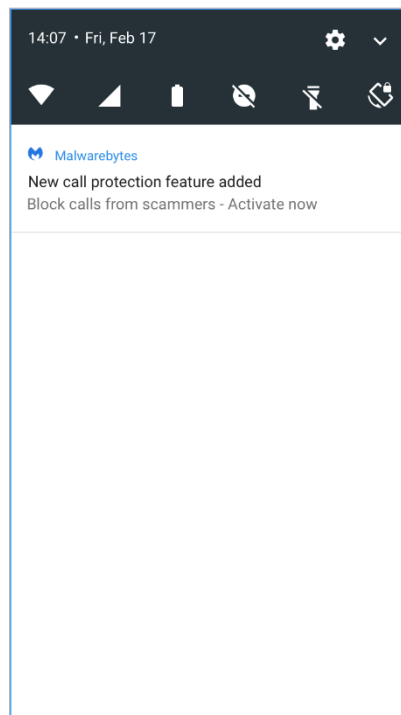 14:07 • Fri, Feb 17
Malwarebytes
New call protection feature added
Block calls from scammers - Activate now